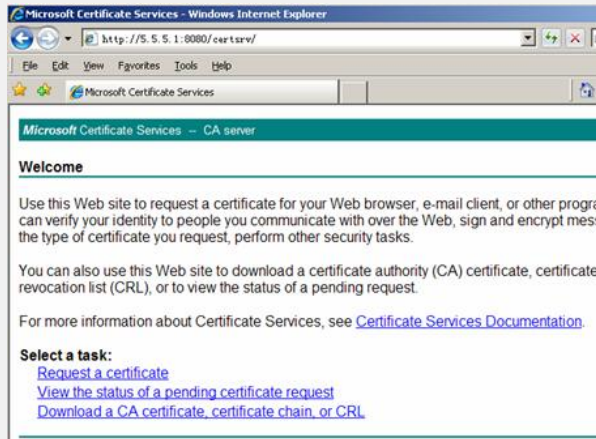 Microsoft Certificate Services - Windows Internet Explorer
http://5.5.5.1:8080/certsrv/
File Edit View Favorites Tools Help
Microsoft Certificate Services
Microsoft Certificate Services -- CA server
Welcome
Use this Web site to request a certificate for your Web browser, e-mail client, or other
can verify your identity to people you communicate with over the Web, sign and encrypt
the type of certificate you request, perform other security tasks.
You can also use this Web site to download a certificate authority (CA) certificate, certificate
revocation list (CRL), or to view the status of a pending request.
For more information about Certificate Services, see Certificate Services Documentation.
Select a task:
Request a certificate
View the status of a pending certificate request
Download a CA certificate, certificate chain, or CRL